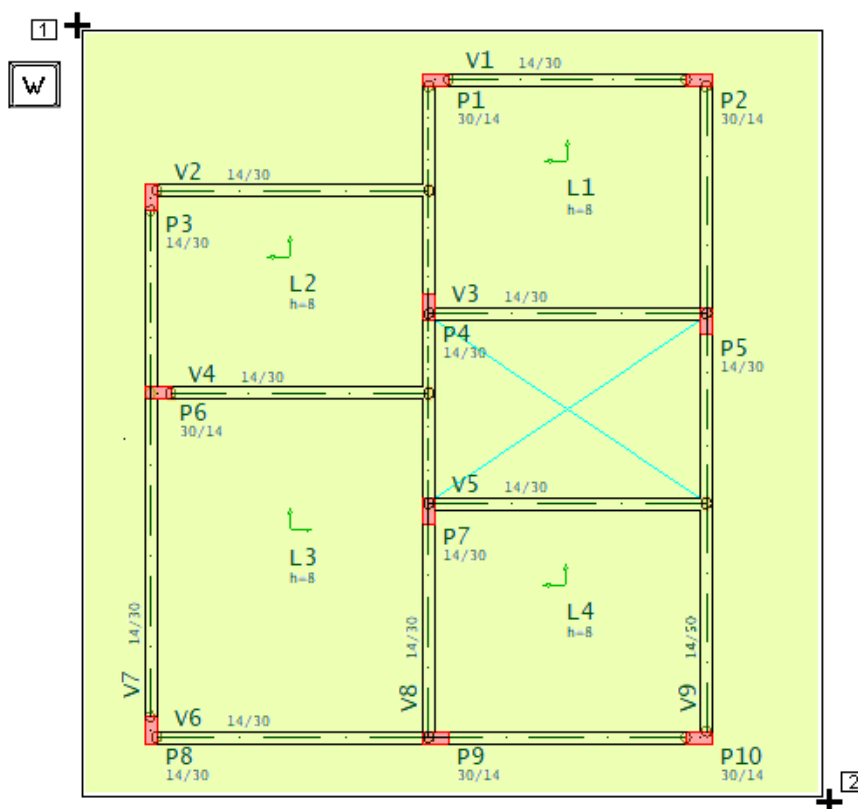 1
W
V1 14/30
P1
30/14
P2
30/14
V2 14/30
L1
h=8
P3
14/30
L2
h=8
V3 14/30
P4
14/30
P5
14/30
V4 14/30
P6
30/14
V5 14/30
P7
14/30
L3
h=8
L4
h=8
V7 14/30
V8 14/30
V9 14/50
V6 14/30
P8
14/30
P9
30/14
P10
30/14
2